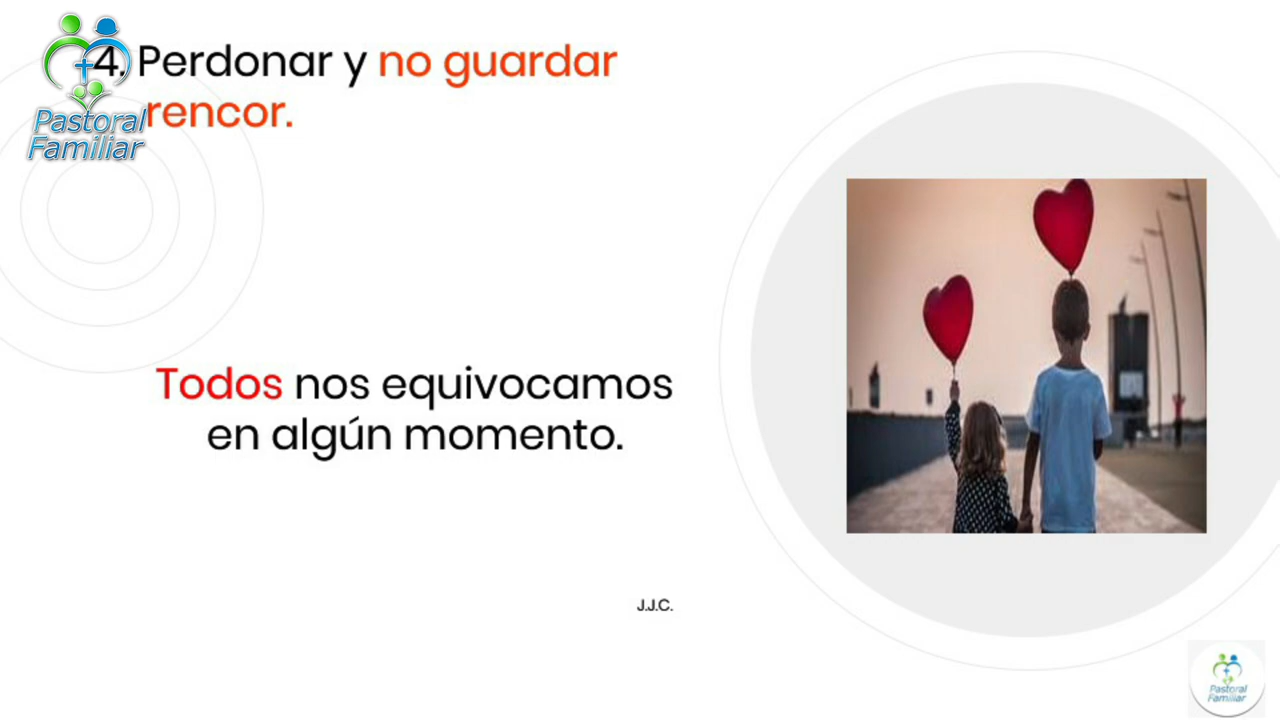 4. Perdonar y no guardar
rencor.
Pastoral
Familiar
Todos nos equivocamos
en algún momento.
J.J.C.
Pastoral
Familiar